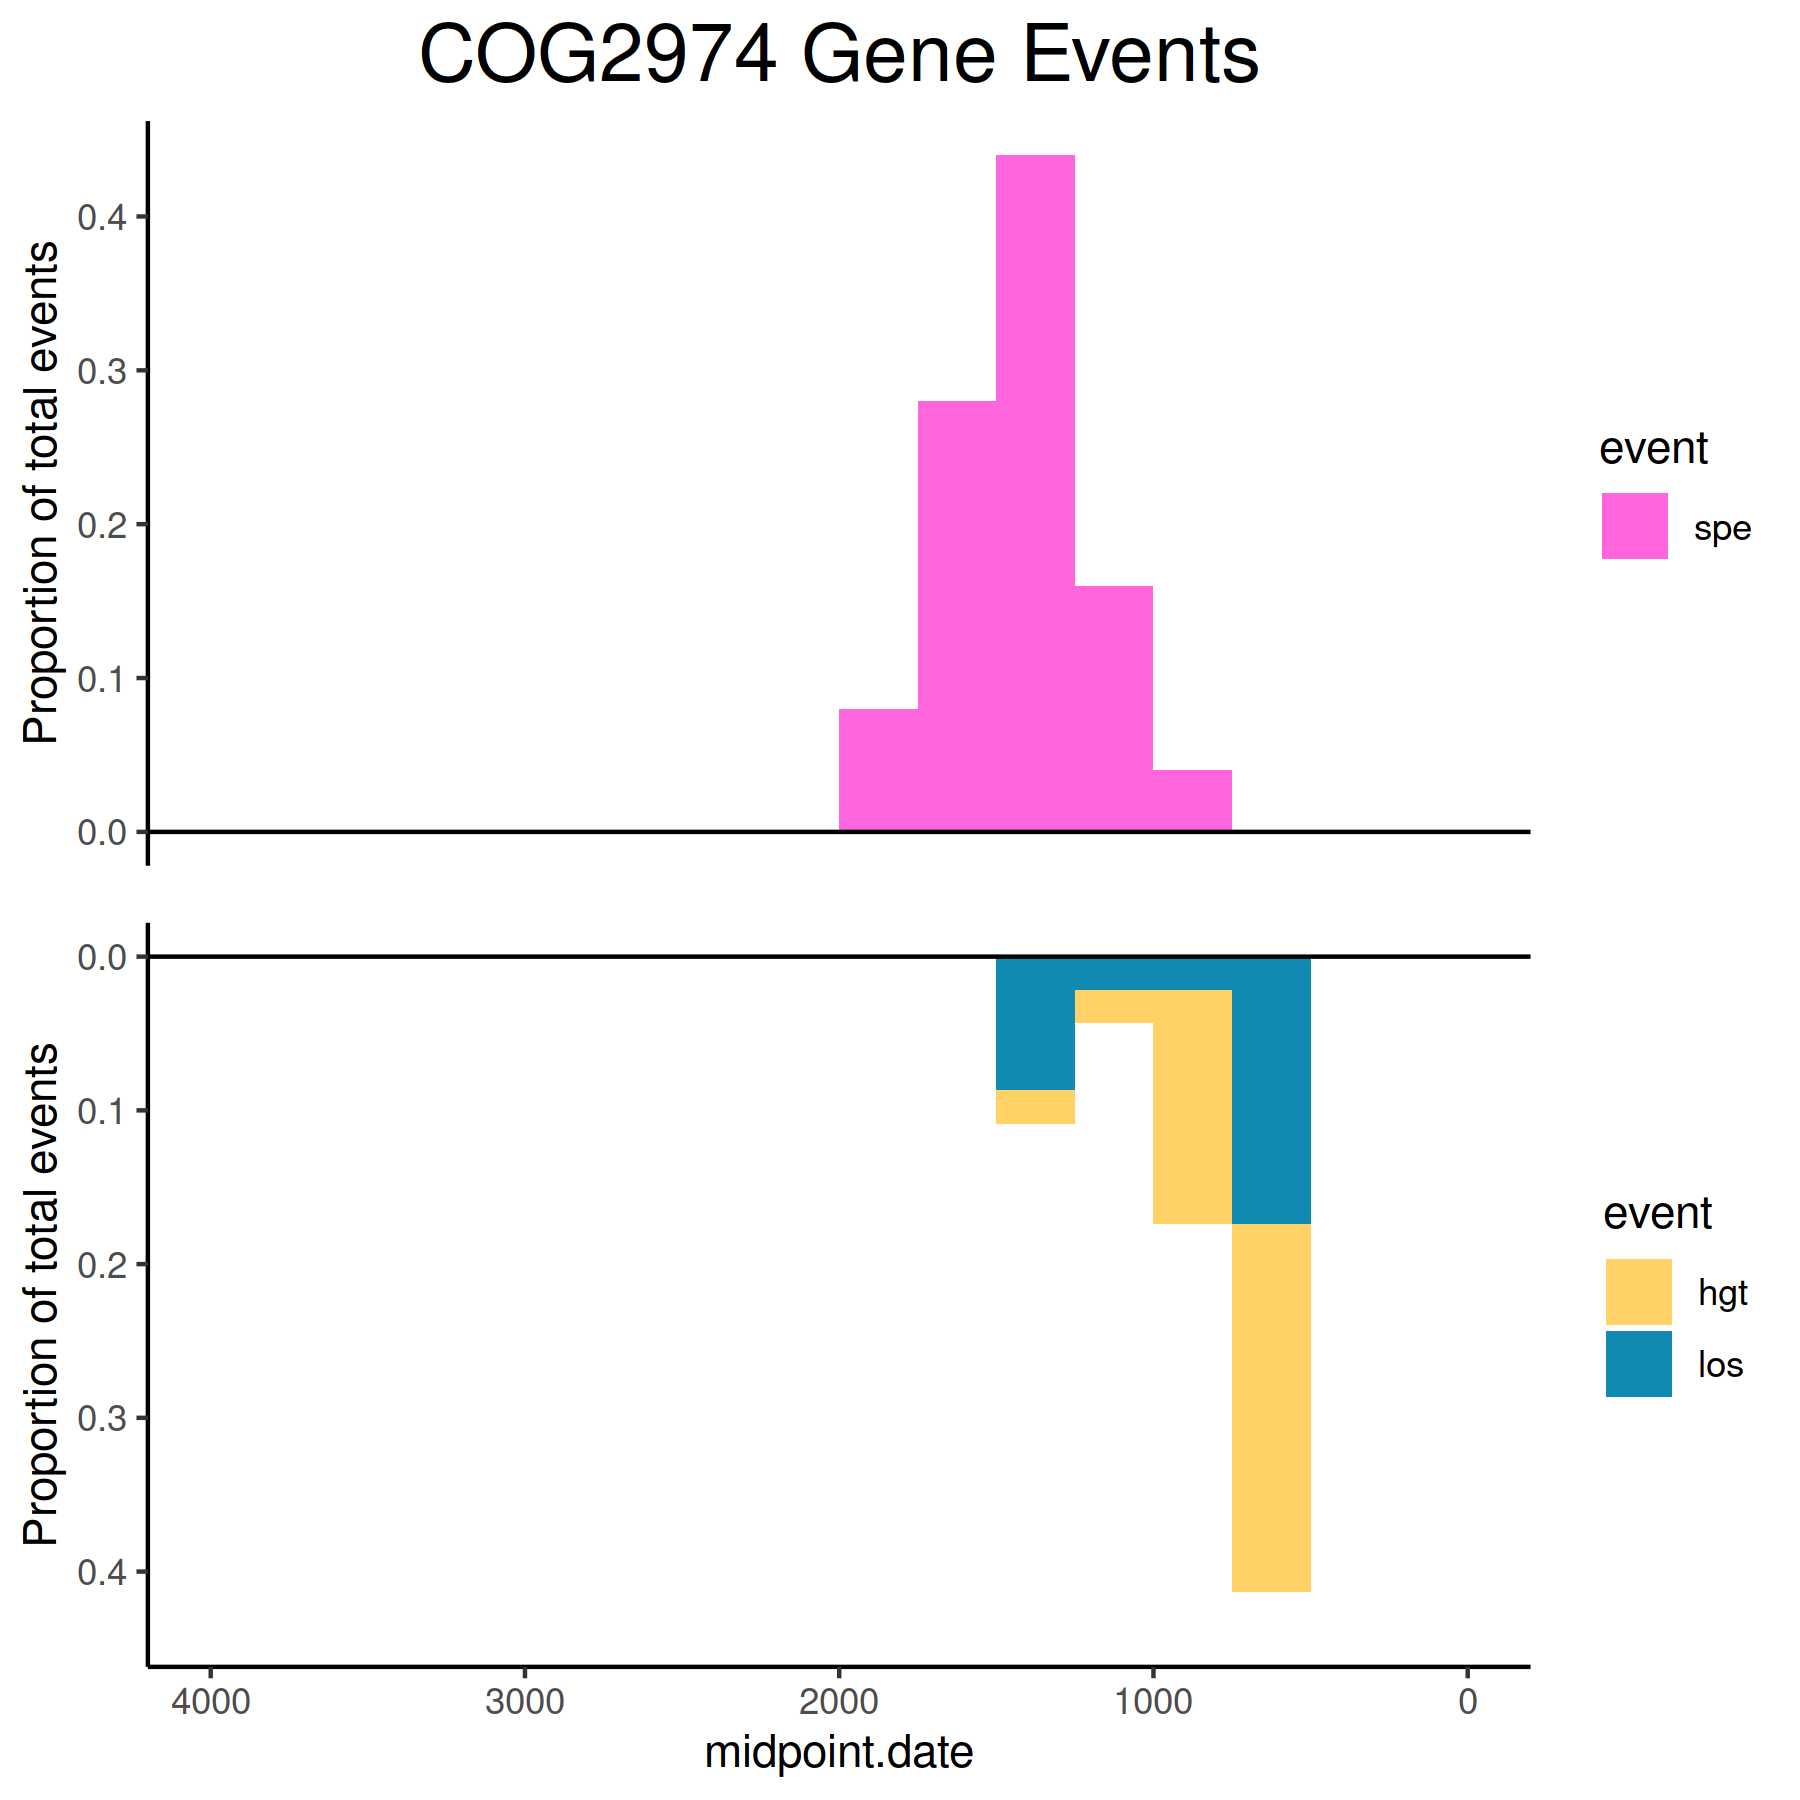 COG2974 Gene Events
Proportion of total events
0.4
0.3
0.2
0.1
0.0
event
spe
Proportion of total events
0.0
0.1
0.2
0.3
0.4
event
hgt
los
4000 3000 2000 1000 0
midpoint.date